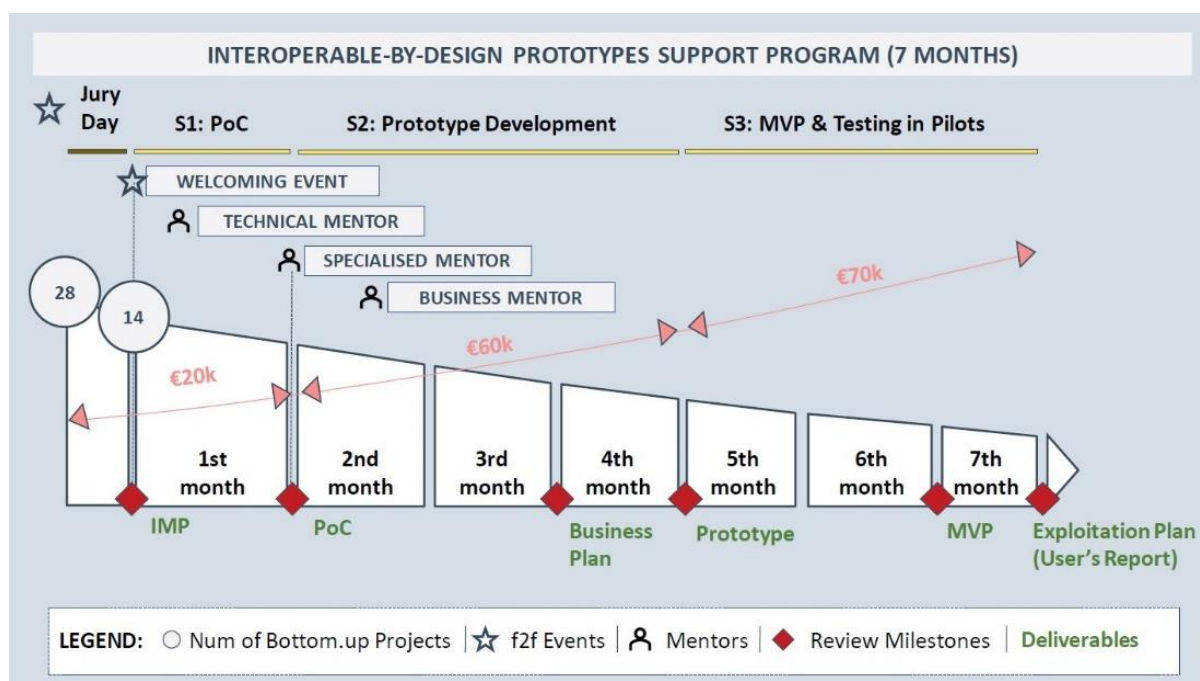 INTEROPERABLE-BY-DESIGN PROTOTYPES SUPPORT PROGRAM (7 MONTHS)
Jury
Day
S1: PoC
S2: Prototype Development
S3: MVP & Testing in Pilots
WELCOMING EVENT
TECHNICAL MENTOR
SPECIALISED MENTOR
BUSINESS MENTOR
28
14
€20k
€60k
€70k
1st
month
2nd
month
3rd
month
4th
month
5th
month
6th
month
7th
month
IMP
PoC
Business
Plan
Prototype
MVP
Exploitation Plan
(User's Report)
LEGEND: Num of Bottom.up Projects | f2f Events | Mentors | Review Milestones | Deliverables